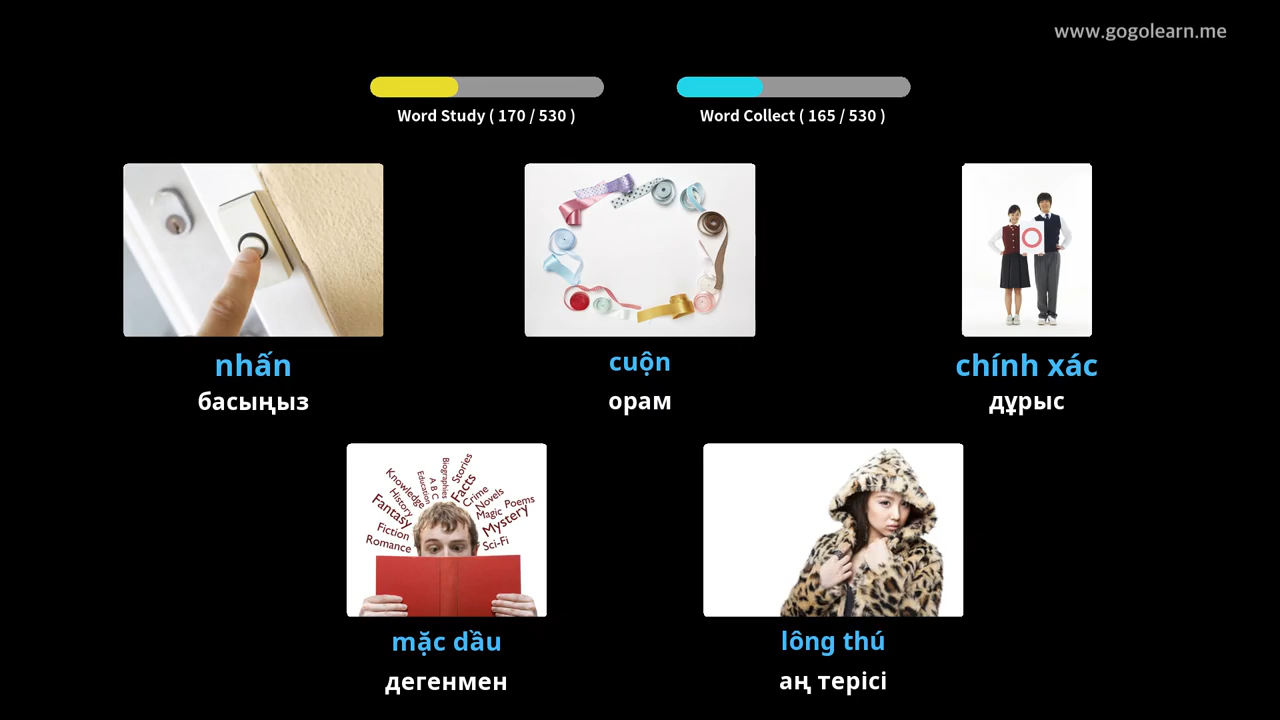 www.gogolearn.me
Word Study ( 170 / 530 )
Word Collect ( 165 / 530 )
nhấn
басыңыз
cuộn
орам
chính xác
дұрыс
Knowledge
History
Fantasy
Fiction
Romance
Education
A B C
Biographies
Stories
Facts
Crime
Novels
Magic
Poems
Mystery
Sci-Fi
mặc dầu
дегенмен
lông thú
аң терісі